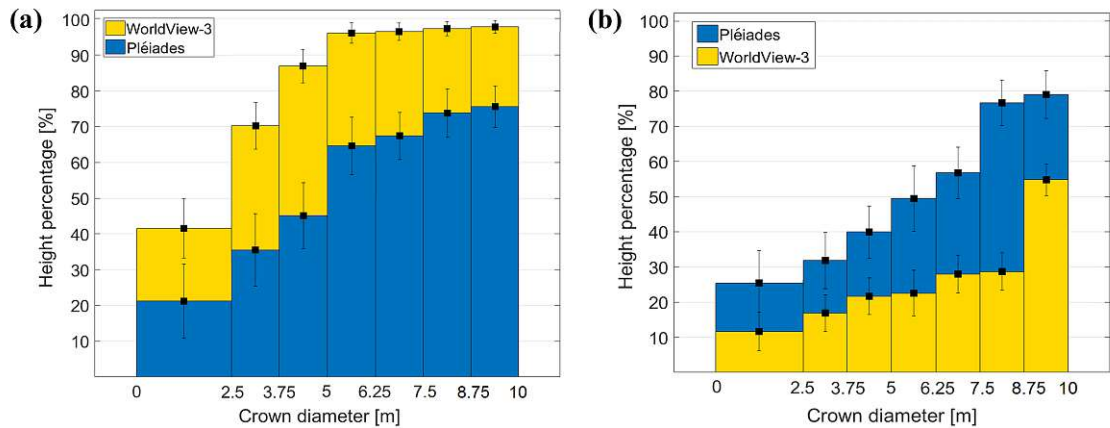 (a)
WorldView-3
Pléiades
Height percentage [%]
100
90
80
70
60
50
40
30
20
10
0 2.5 3.75 5 6.25 7.5 8.75 10
Crown diameter [m]
(b)
Pléiades
WorldView-3
Height percentage [%]
100
90
80
70
60
50
40
30
20
10
0 2.5 3.75 5 6.25 7.5 8.75 10
Crown diameter [m]